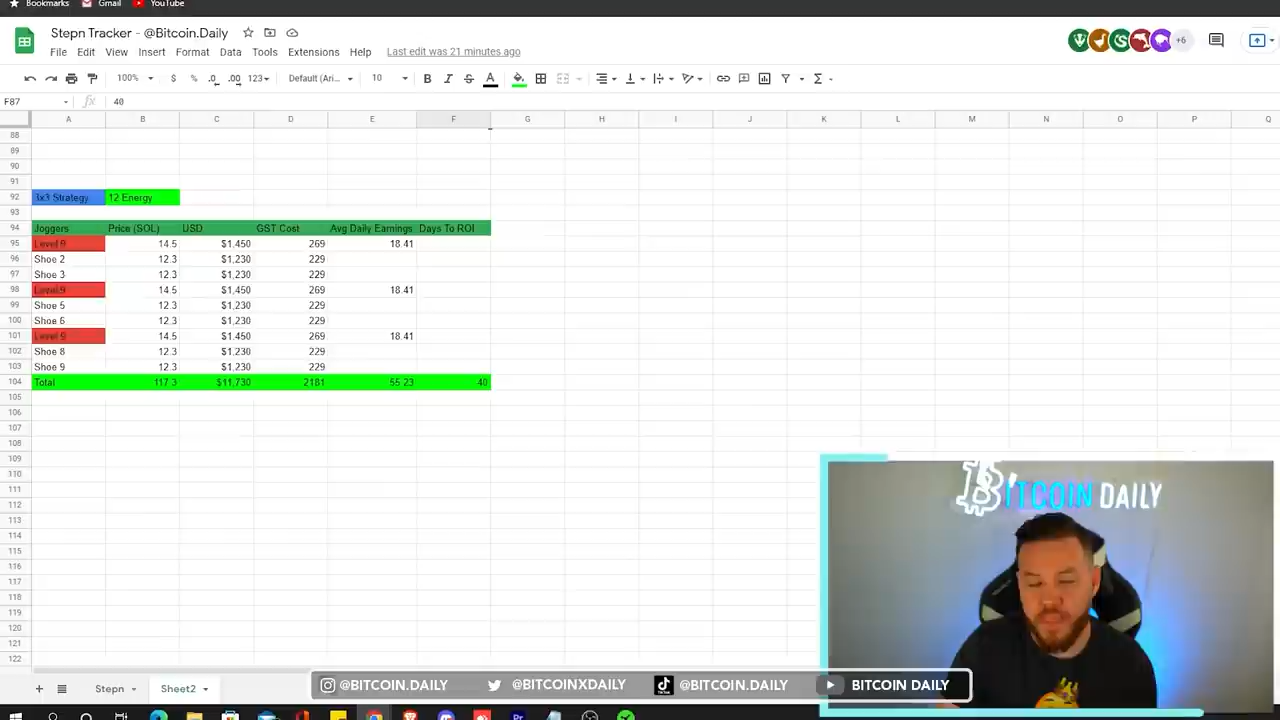 Bookmarks Gmail YouTube
Stepn Tracker - @Bitcoin.Daily
File Edit View Insert Format Data Tools Extensions Help Last edit was 21 minutes ago
+6
100% $ % .0 .00 123 Default (Ari... 10 B I S A
F87 fx 40
A B C D E F G H I J K L M N O P Q
88
89
90
91
92 3x3 Strategy 12 Energy
93
94 Joggers Price (SOL) USD GST Cost Avg Daily Earnings Days To ROI
95 Level 9 14.5 $1,450 269 18.41
96 Shoe 2 12.3 $1,230 229
97 Shoe 3 12.3 $1,230 229
98 Level 9 14.5 $1,450 269 18.41
99 Shoe 5 12.3 $1,230 229
100 Shoe 6 12.3 $1,230 229
101 Level 9 14.5 $1,450 269 18.41
102 Shoe 8 12.3 $1,230 229
103 Shoe 9 12.3 $1,230 229
104 Total 117.3 $11,730 2181 55.23 40
105
106
107
108
109
110
111
112
113
114
115
116
117
118
119
120
121
122
BITCOIN DAILY
Stepn Sheet2
@BITCOIN.DAILY @BITCOINXDAILY @BITCOIN.DAILY BITCOIN DAILY